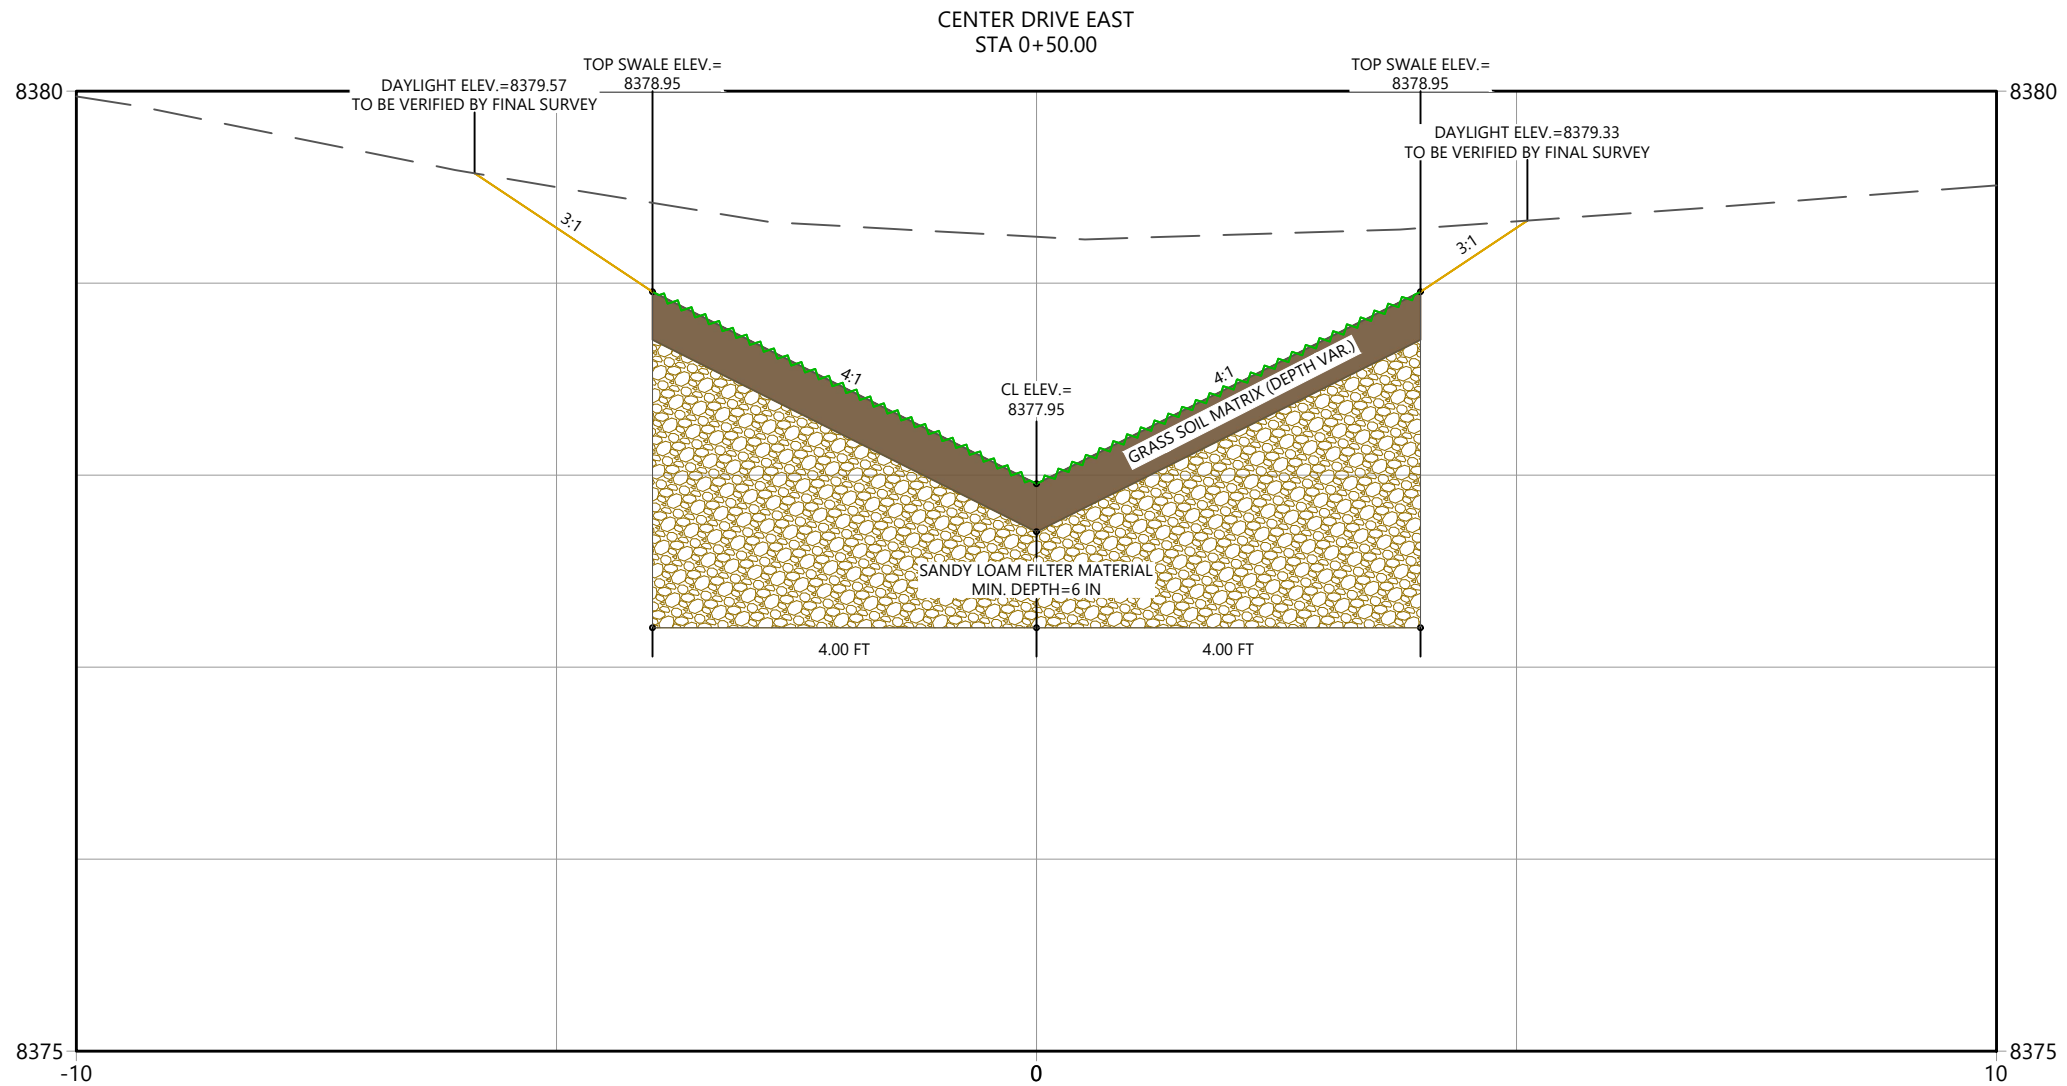 CENTER DRIVE EAST
STA 0+50.00
TOP SWALE ELEV.=
8378.95
TOP SWALE ELEV.=
8378.95
DAYLIGHT ELEV.=8379.57
TO BE VERIFIED BY FINAL SURVEY
8380
8380
DAYLIGHT ELEV.=8379.33
TO BE VERIFIED BY FINAL SURVEY
3:1
3:1
4:1
4:1
GRASS SOIL MATRIX (DEPTH VAR.)
CL ELEV.=
8377.95
SANDY LOAM FILTER MATERIAL
MIN. DEPTH=6 IN
4.00 FT
4.00 FT
8375
8375
-10
0
10